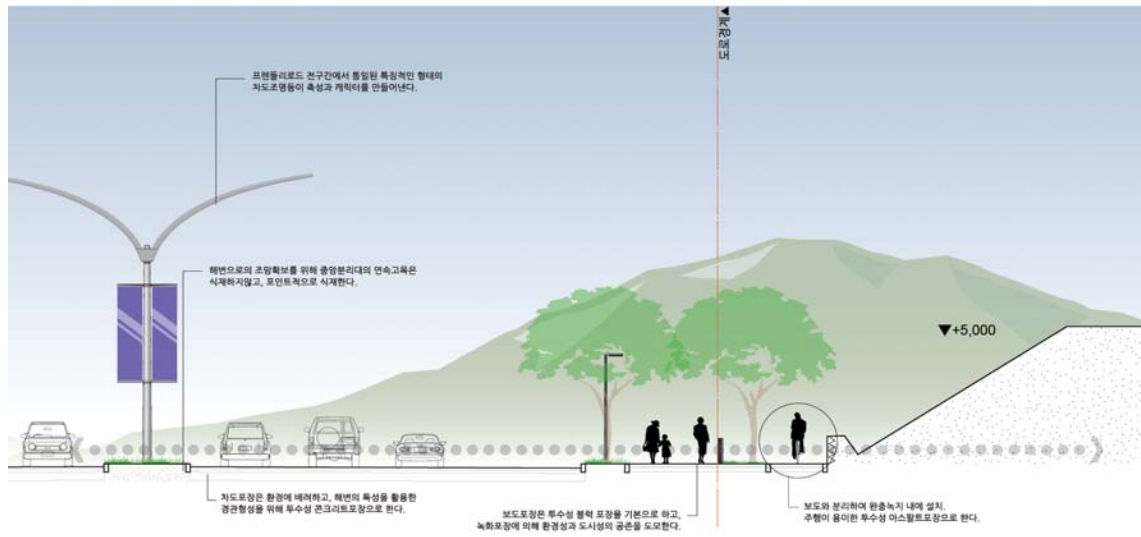 도로경계▲
프렌들리로드 전구간에서 통일된 특징적인 형태의
차도조명등이 축성과 캐릭터를 만들어낸다.
해변으로의 조망확보를 위해 중앙분리대의 연속교목은
식재하지않고, 포인트적으로 식재한다.
▼+5,000
차도포장은 환경에 배려하고, 해변의 특성을 활용한
경관형성을 위해 투수성 콘크리트포장으로 한다.
보도포장은 투수성 블럭 포장을 기본으로 하고,
녹화포장에 의해 환경성과 도시성의 공존을 도모한다.
보도와 분리하여 완충녹지 내에 설치.
주행이 용이한 투수성 아스팔트포장으로 한다.